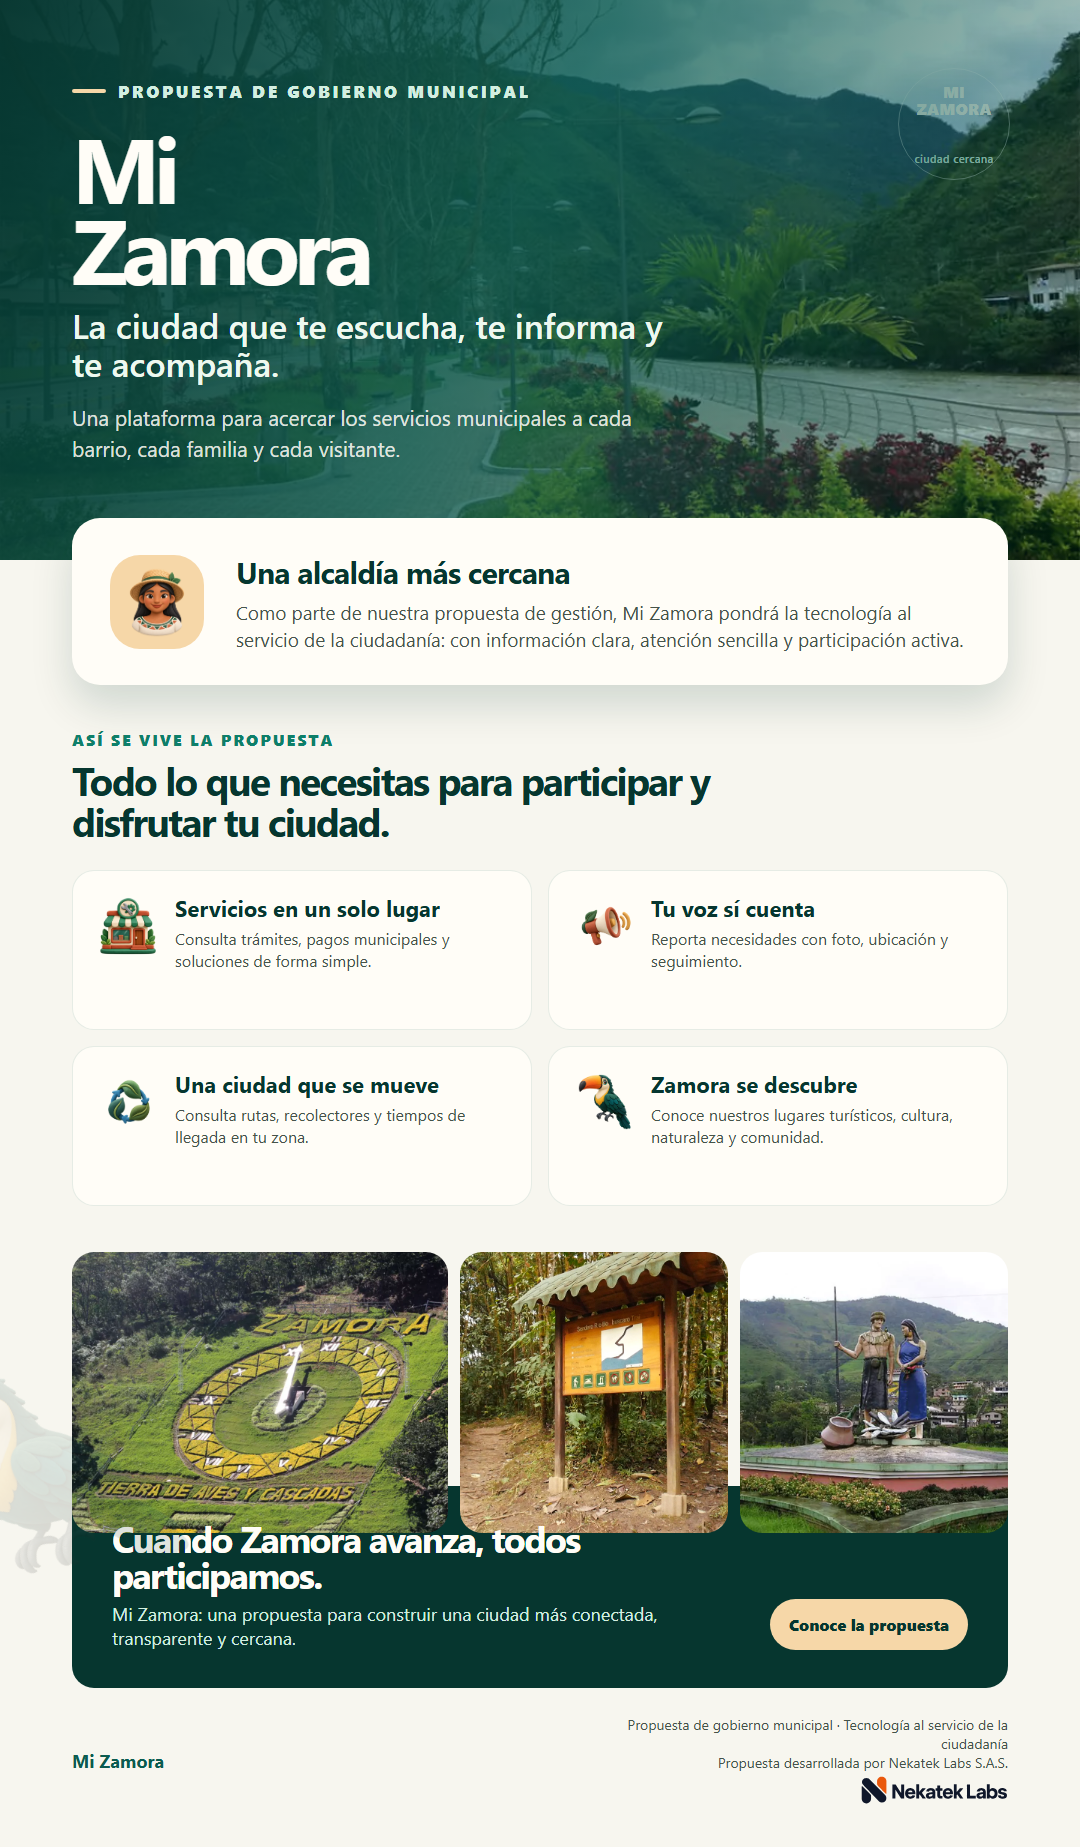 PROPUESTA DE GOBIERNO MUNICIPAL
MI
ZAMORA
ciudad cercana
Mi
Zamora
La ciudad que te escucha, te informa y
te acompaña.
Una plataforma para acercar los servicios municipales a cada
barrio, cada familia y cada visitante.
Una alcaldía más cercana
Como parte de nuestra propuesta de gestión, Mi Zamora pondrá la tecnología al
servicio de la ciudadanía: con información clara, atención sencilla y participación activa.
ASÍ SE VIVE LA PROPUESTA
Todo lo que necesitas para participar y
disfrutar tu ciudad.
Servicios en un solo lugar
Consulta trámites, pagos municipales y
soluciones de forma simple.
Tu voz sí cuenta
Reporta necesidades con foto, ubicación y
seguimiento.
Una ciudad que se mueve
Consulta rutas, recolectores y tiempos de
llegada en tu zona.
Zamora se descubre
Conoce nuestros lugares turísticos, cultura,
naturaleza y comunidad.
ZAMORA
XII
TIERRA DE AVES Y CASCADAS
Cuando Zamora avanza, todos
participamos.
Mi Zamora: una propuesta para construir una ciudad más conectada,
transparente y cercana.
Conoce la propuesta
Mi Zamora
Propuesta de gobierno municipal · Tecnología al servicio de la
ciudadanía
Propuesta desarrollada por Nekatek Labs S.A.S.
Nekatek Labs